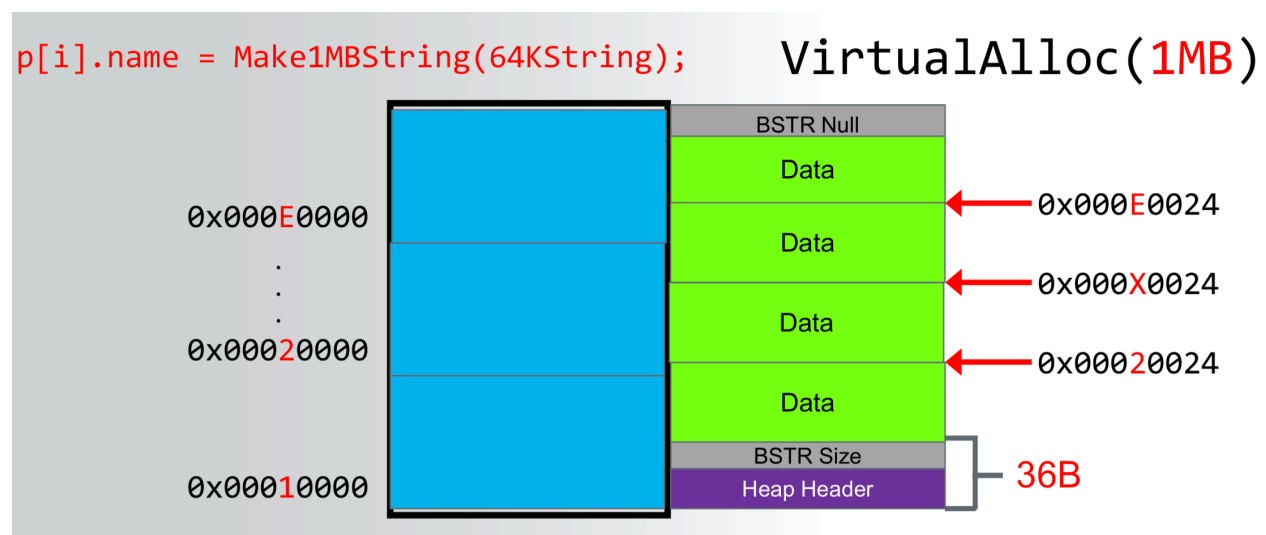 p[i].name = Make1MBString(64KString);
VirtualAlloc(1MB)
BSTR Null
Data
0x000E0000
0x000E0024
Data
.
.
.
0x000X0024
Data
0x00020000
0x00020024
Data
BSTR Size
36B
0x00010000
Heap Header